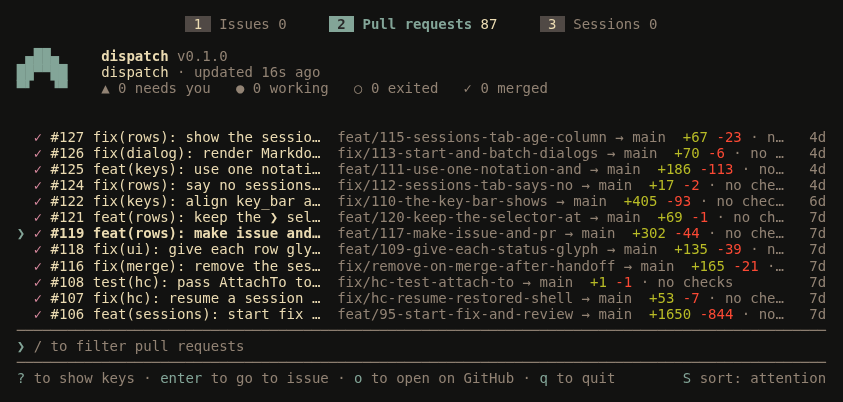 1 Issues 0 2 Pull requests 87 3 Sessions 0
dispatch v0.1.0
dispatch · updated 16s ago
▲ 0 needs you ● 0 working ○ 0 exited ✓ 0 merged
✓ #127 fix(rows): show the sessio… feat/115-sessions-tab-age-column → main +67 -23 · n… 4d
✓ #126 fix(dialog): render Markdo… fix/113-start-and-batch-dialogs → main +70 -6 · no … 4d
✓ #125 feat(keys): use one notati… feat/111-use-one-notation-and → main +186 -113 · no… 4d
✓ #124 fix(rows): say no sessions… fix/112-sessions-tab-says-no → main +17 -2 · no che… 4d
✓ #122 fix(keys): align key_bar a… fix/110-the-key-bar-shows → main +405 -93 · no chec… 6d
✓ #121 feat(rows): keep the ❯ sel… feat/120-keep-the-selector-at → main +69 -1 · no ch… 7d
❯ ✓ #119 feat(rows): make issue and… feat/117-make-issue-and-pr → main +302 -44 · no che… 7d
✓ #118 fix(ui): give each row gly… feat/109-give-each-status-glyph → main +135 -39 · n… 7d
✓ #116 fix(merge): remove the ses… fix/remove-on-merge-after-handoff → main +165 -21 ·… 7d
✓ #108 test(hc): pass AttachTo to… fix/hc-test-attach-to → main +1 -1 · no checks 7d
✓ #107 fix(hc): resume a session … fix/hc-resume-restored-shell → main +53 -7 · no che… 7d
✓ #106 feat(sessions): start fix … feat/95-start-fix-and-review → main +1650 -844 · no… 7d
❯ / to filter pull requests
? to show keys · enter to go to issue · o to open on GitHub · q to quit S sort: attention